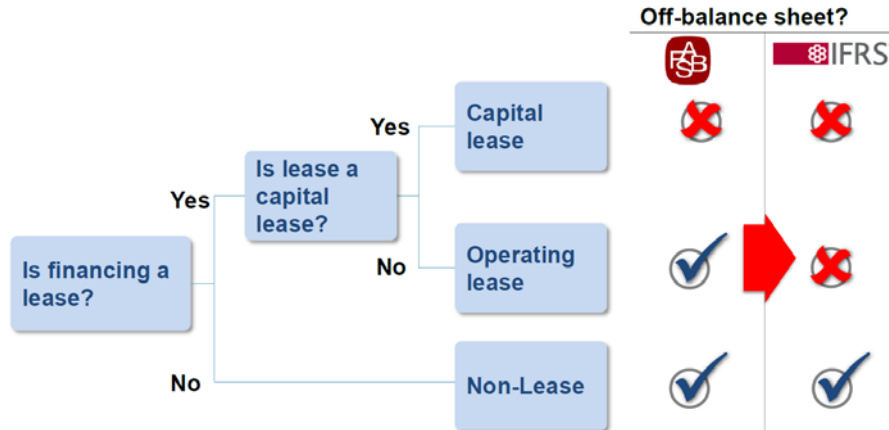 Off-balance sheet?
FASB
IFRS
Capital
lease
Yes
Is lease a
capital
lease?
Yes
No
Operating
lease
Is financing a
lease?
No
Non-Lease